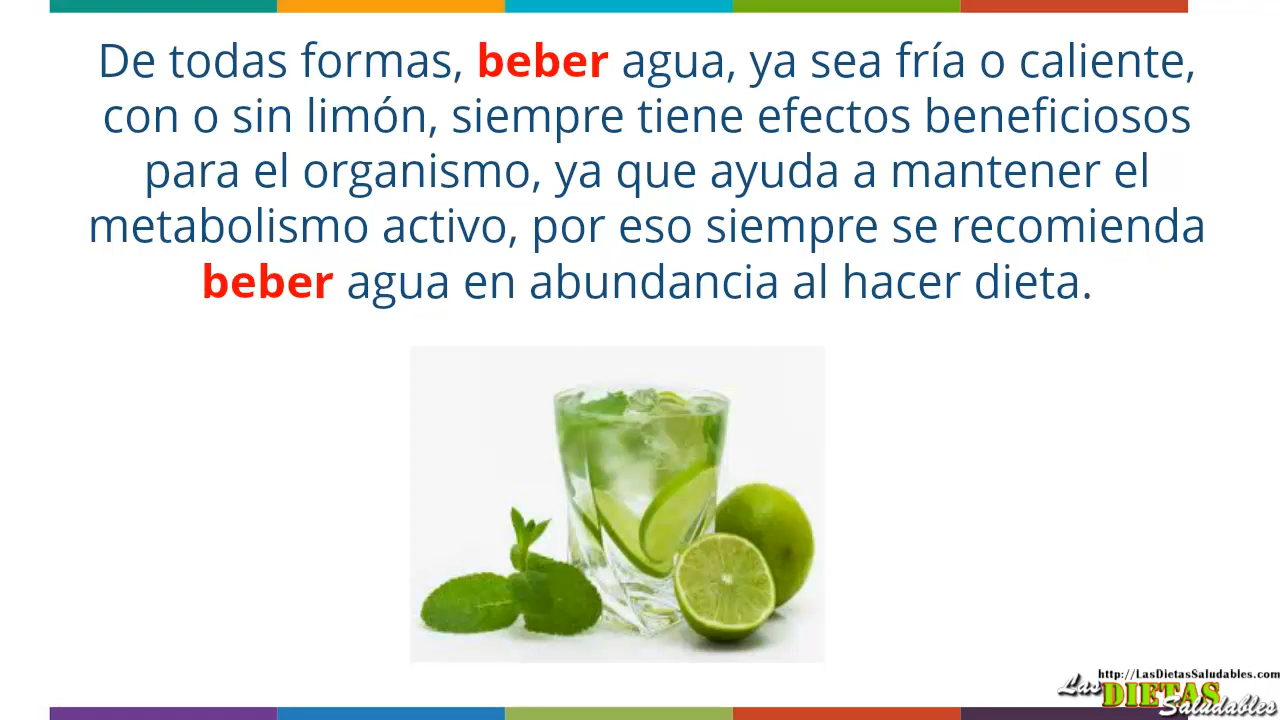 De todas formas, beber agua, ya sea fría o caliente,
con o sin limón, siempre tiene efectos beneficiosos
para el organismo, ya que ayuda a mantener el
metabolismo activo, por eso siempre se recomienda
beber agua en abundancia al hacer dieta.
http://LasDietasSaludables.com
Las DIETAS
Saludables